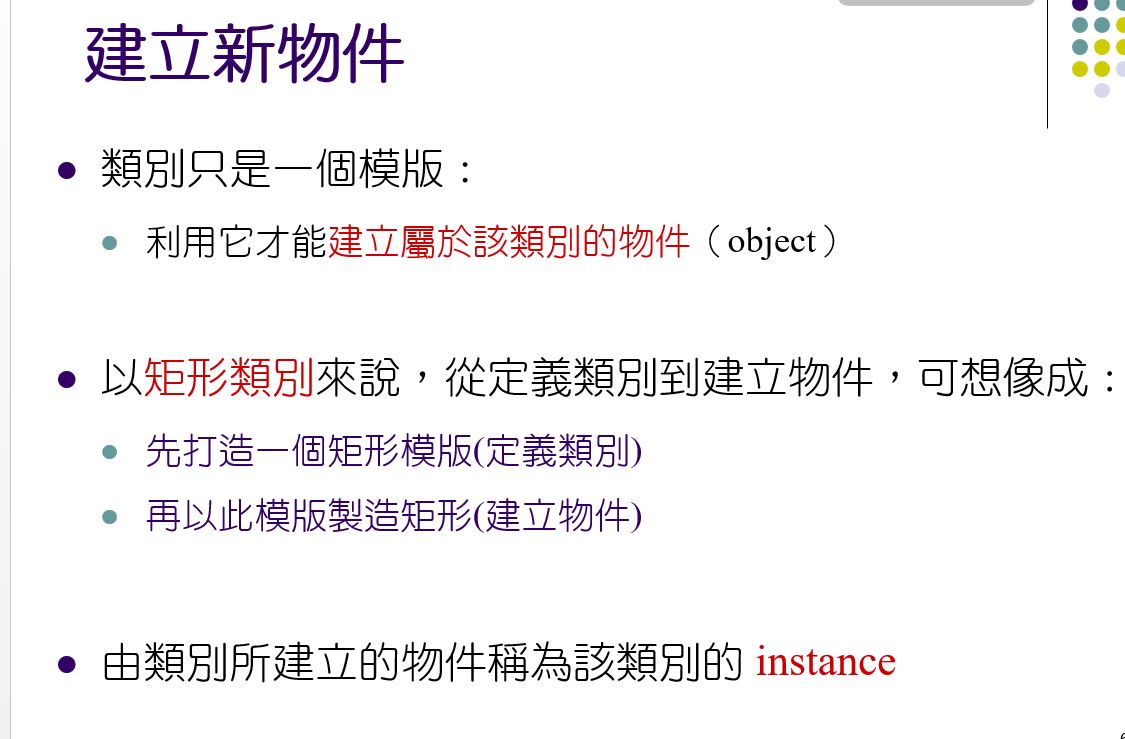 建立新物件
類別只是一個模版：
利用它才能建立屬於該類別的物件（object）
以矩形類別來說，從定義類別到建立物件，可想像成：
先打造一個矩形模版(定義類別)
再以此模版製造矩形(建立物件)
由類別所建立的物件稱為該類別的 instance